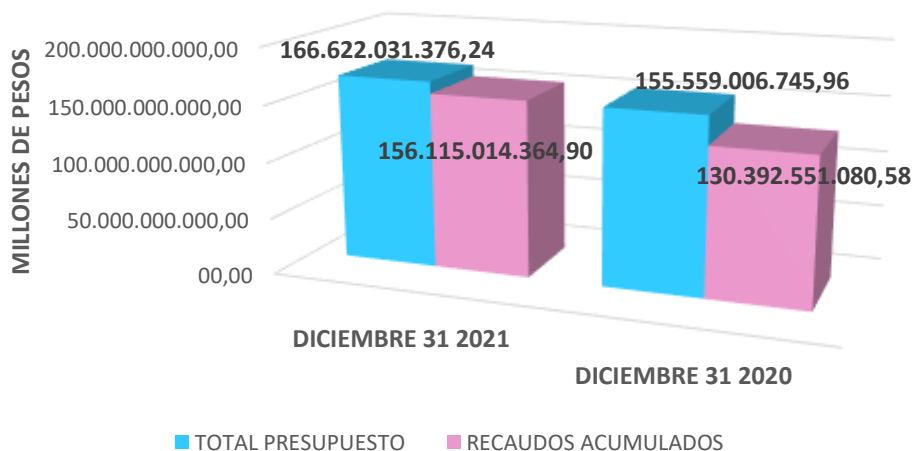 MILLONES DE PESOS
200.000.000.000,00
150.000.000.000,00
100.000.000.000,00
50.000.000.000,00
00,00
166.622.031.376,24
156.115.014.364,90
155.559.006.745,96
130.392.551.080,58
DICIEMBRE 31 2021
DICIEMBRE 31 2020
TOTAL PRESUPUESTO
RECAUDOS ACUMULADOS